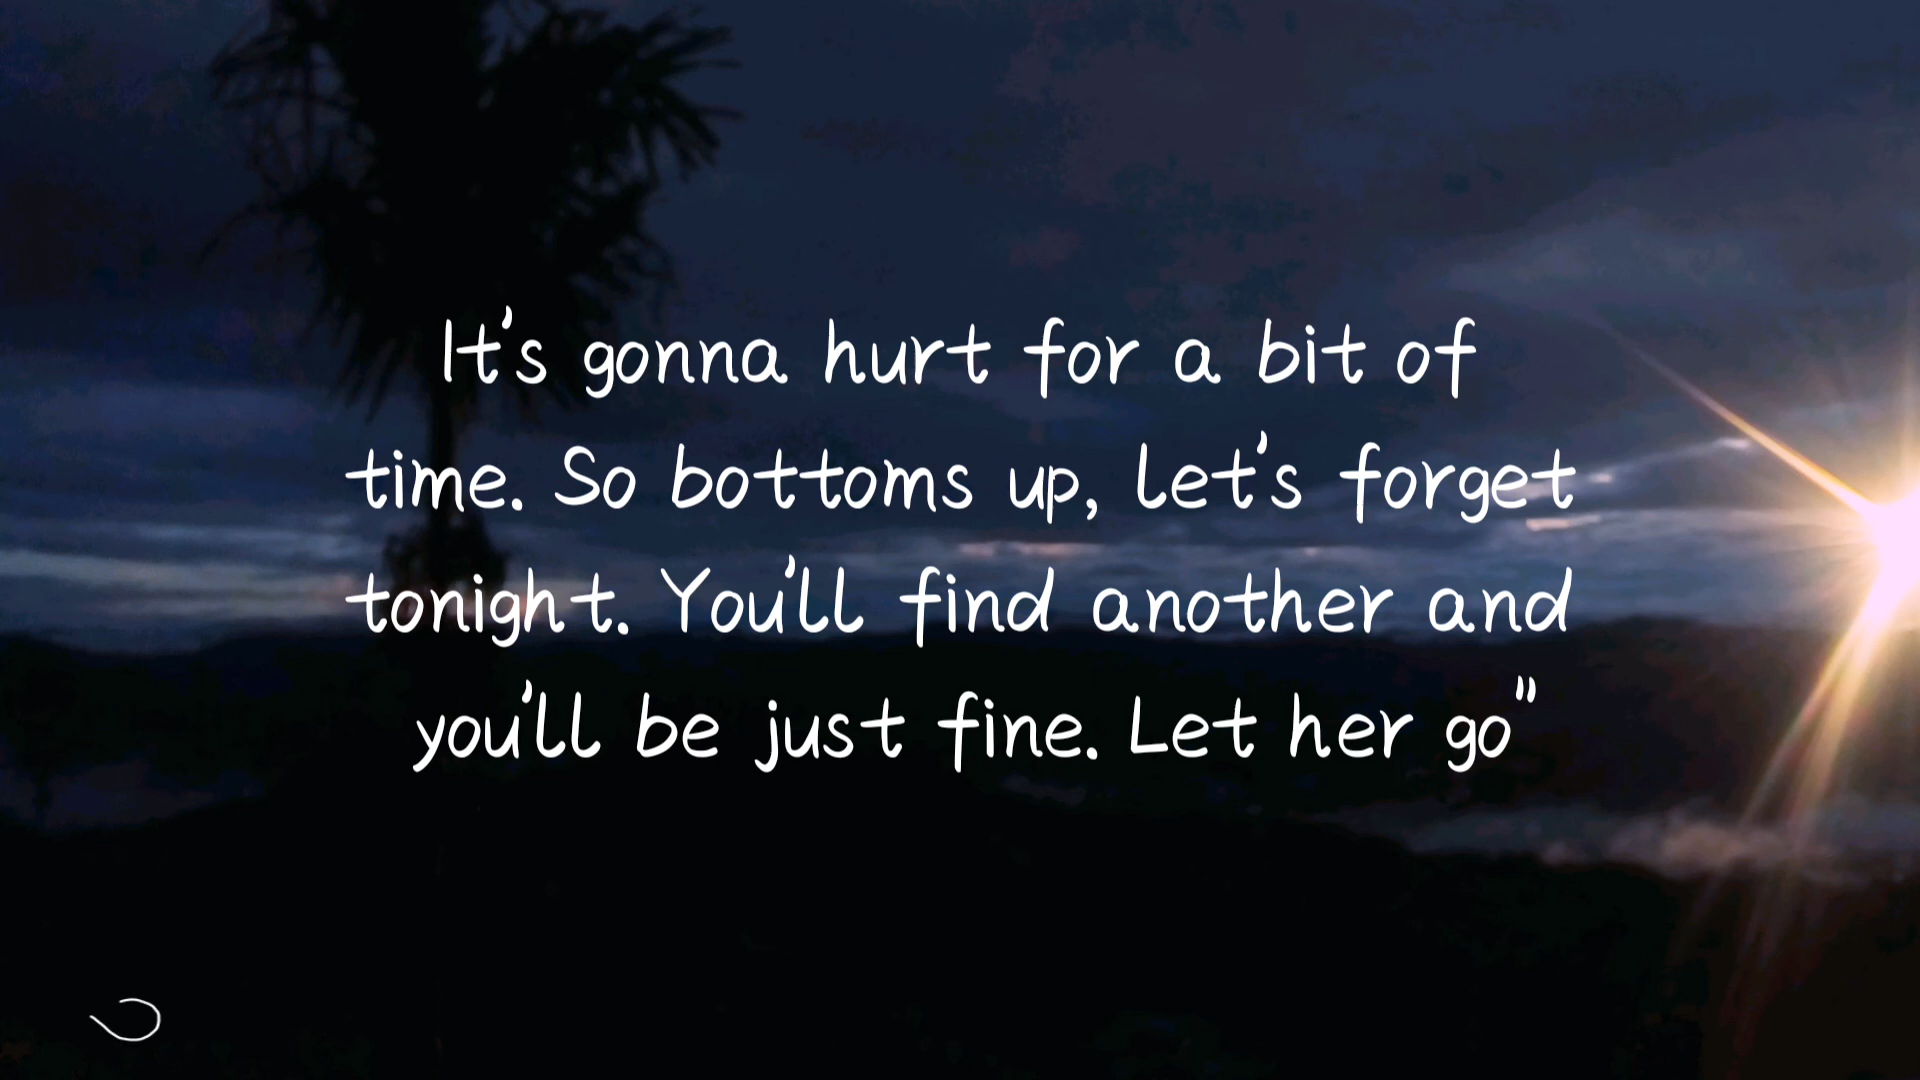 It's gonna hurt for a bit of
time. So bottoms up, let's forget
tonight. You'll find another and
you'll be just fine. Let her go"